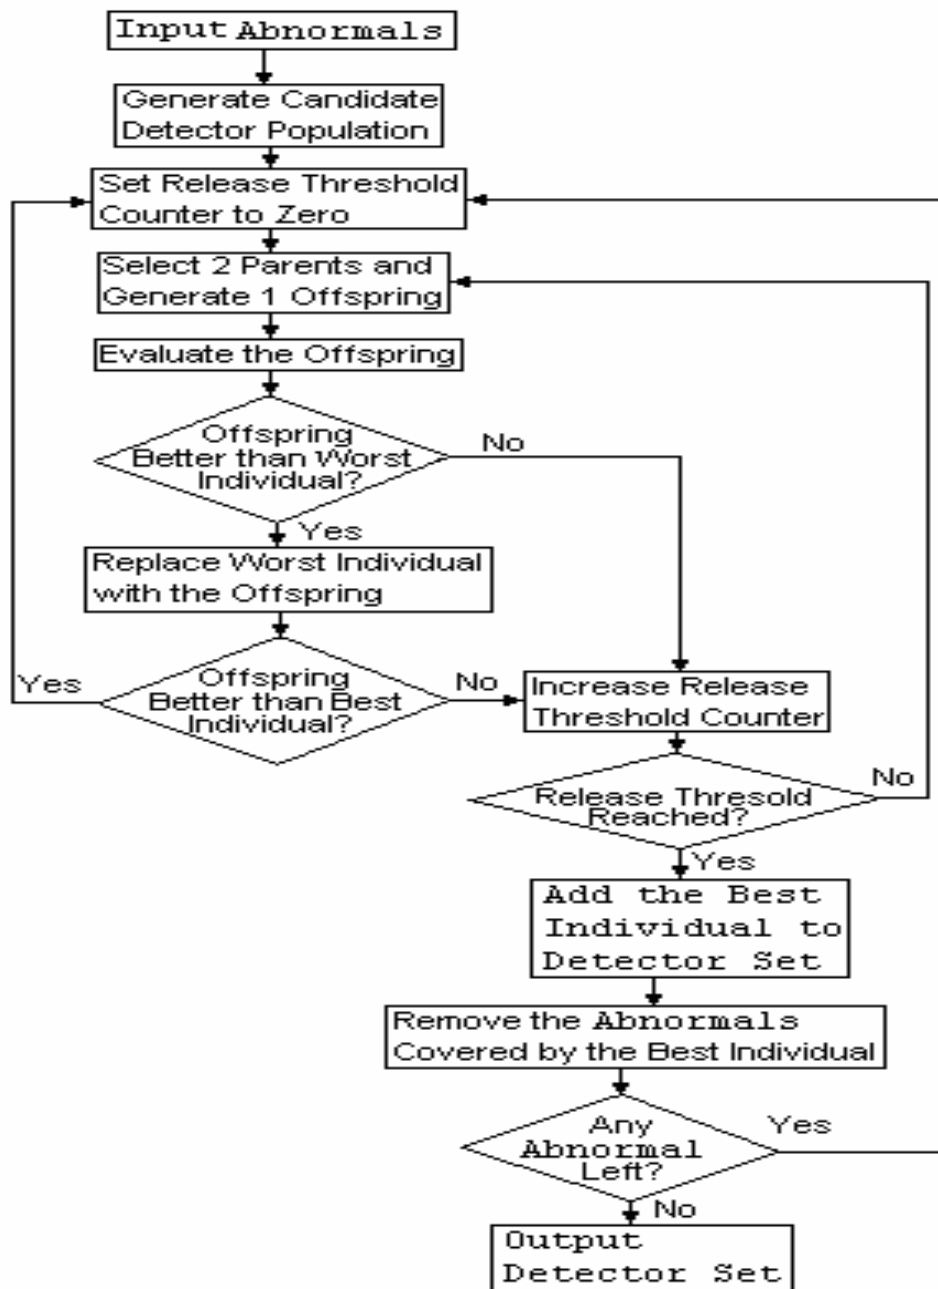 Input Abnormals
Generate Candidate
Detector Population
Set Release Threshold
Counter to Zero
Select 2 Parents and
Generate 1 Offspring
Evaluate the Offspring
Offspring
Better than Worst
Individual?
No
Yes
Replace Worst Individual
with the Offspring
Offspring
Better than Best
Individual?
Yes
No
Increase Release
Threshold Counter
Release Thresold
Reached?
No
Yes
Add the Best
Individual to
Detector Set
Remove the Abnormals
Covered by the Best Individual
Any
Abnormal
Left?
Yes
No
Output
Detector Set